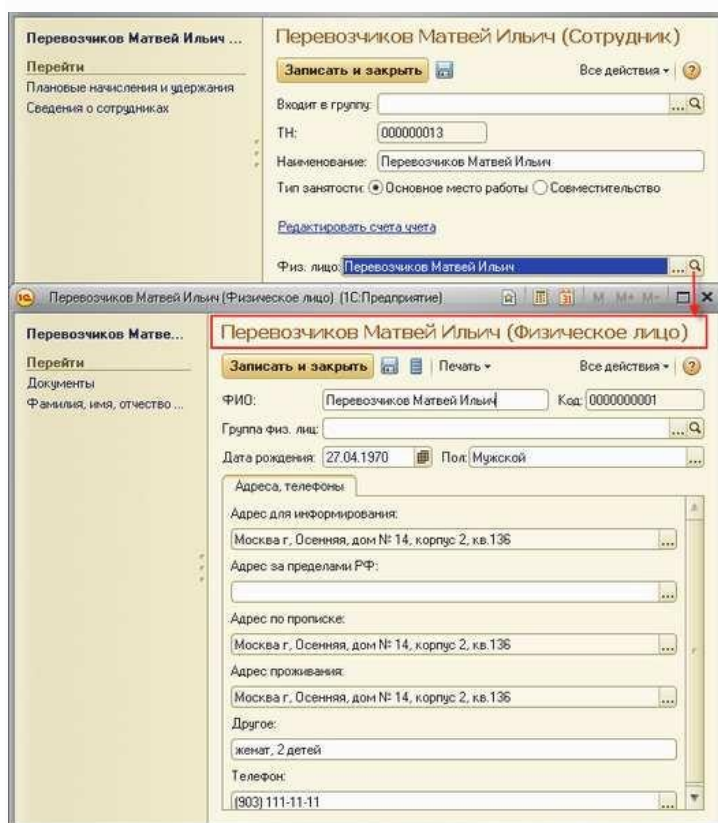 Перевозчиков Матвей Ильич ...
Перейти
Плановые начисления и удержания
Сведения о сотрудниках
Перевозчиков Матвей Ильич (Сотрудник)
Записать и закрыть Все действия
Входит в группу: ...
ТН: 000000013
Наименование: Перевозчиков Матвей Ильич
Тип занятости: Основное место работы Совместительство
Редактировать счета учета
Физ. лицо: Перевозчиков Матвей Ильич ...
Перевозчиков Матвей Ильич (Физическое лицо) (1С:Предприятие) M M+ M-
Перевозчиков Матве...
Перейти
Документы
Фамилия, имя, отчество ...
Перевозчиков Матвей Ильич (Физическое лицо)
Записать и закрыть Печать Все действия
ФИО: Перевозчиков Матвей Ильич Код: 0000000001
Группа физ. лиц: ...
Дата рождения: 27.04.1970 Пол: Мужской ...
Адреса, телефоны
Адрес для информирования:
Москва г, Осенняя, дом № 14, корпус 2, кв.136 ...
Адрес за пределами РФ:
...
Адрес по прописке:
Москва г, Осенняя, дом № 14, корпус 2, кв.136 ...
Адрес проживания:
Москва г, Осенняя, дом № 14, корпус 2, кв.136 ...
Другое:
женат, 2 детей
Телефон:
(903) 111-11-11 ...